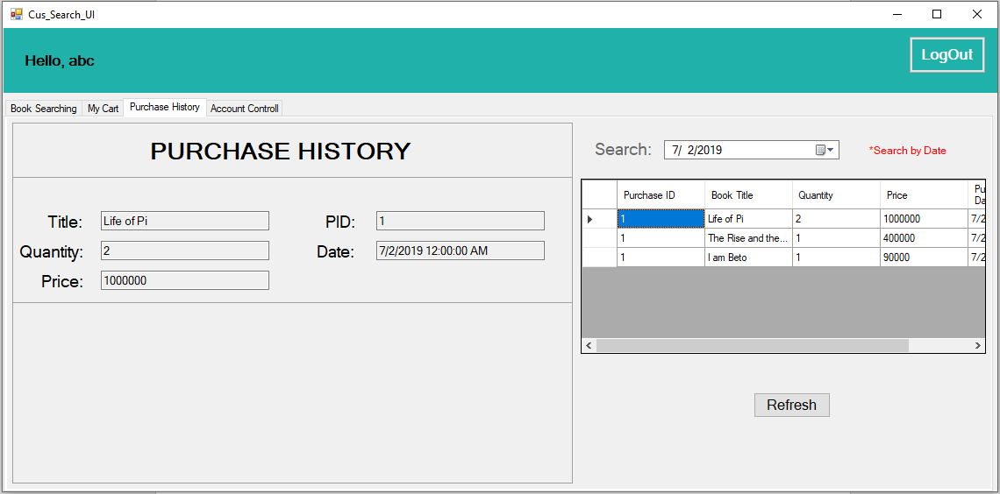 Cus_Search_UI
Hello, abc
LogOut
Book Searching
My Cart
Purchase History
Account Controll
PURCHASE HISTORY
Title: Life of Pi
PID: 1
Quantity: 2
Date: 7/2/2019 12:00:00 AM
Price: 1000000
Search: 7/ 2/2019
*Search by Date
Purchase ID Book Title Quantity Price Pu
Da
1 Life of Pi 2 1000000 7/2
1 The Rise and the... 1 400000 7/2
1 I am Beto 1 90000 7/2
Refresh